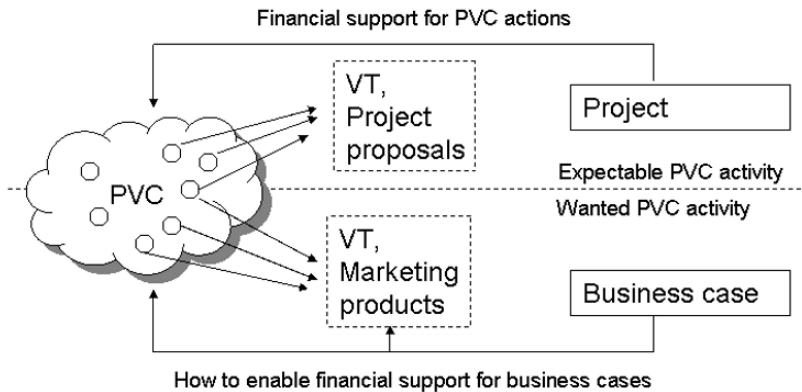 Financial support for PVC actions
VT,
Project
proposals
Project
PVC
Expectable PVC activity
Wanted PVC activity
VT,
Marketing
products
Business case
How to enable financial support for business cases